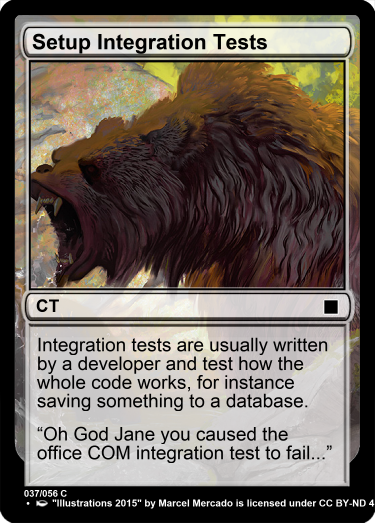 Setup Integration Tests
CT
Integration tests are usually written
by a developer and test how the
whole code works, for instance
saving something to a database.
“Oh God Jane you caused the
office COM integration test to fail...”
037/056 C
• "Illustrations 2015" by Marcel Mercado is licensed under CC BY-ND 4